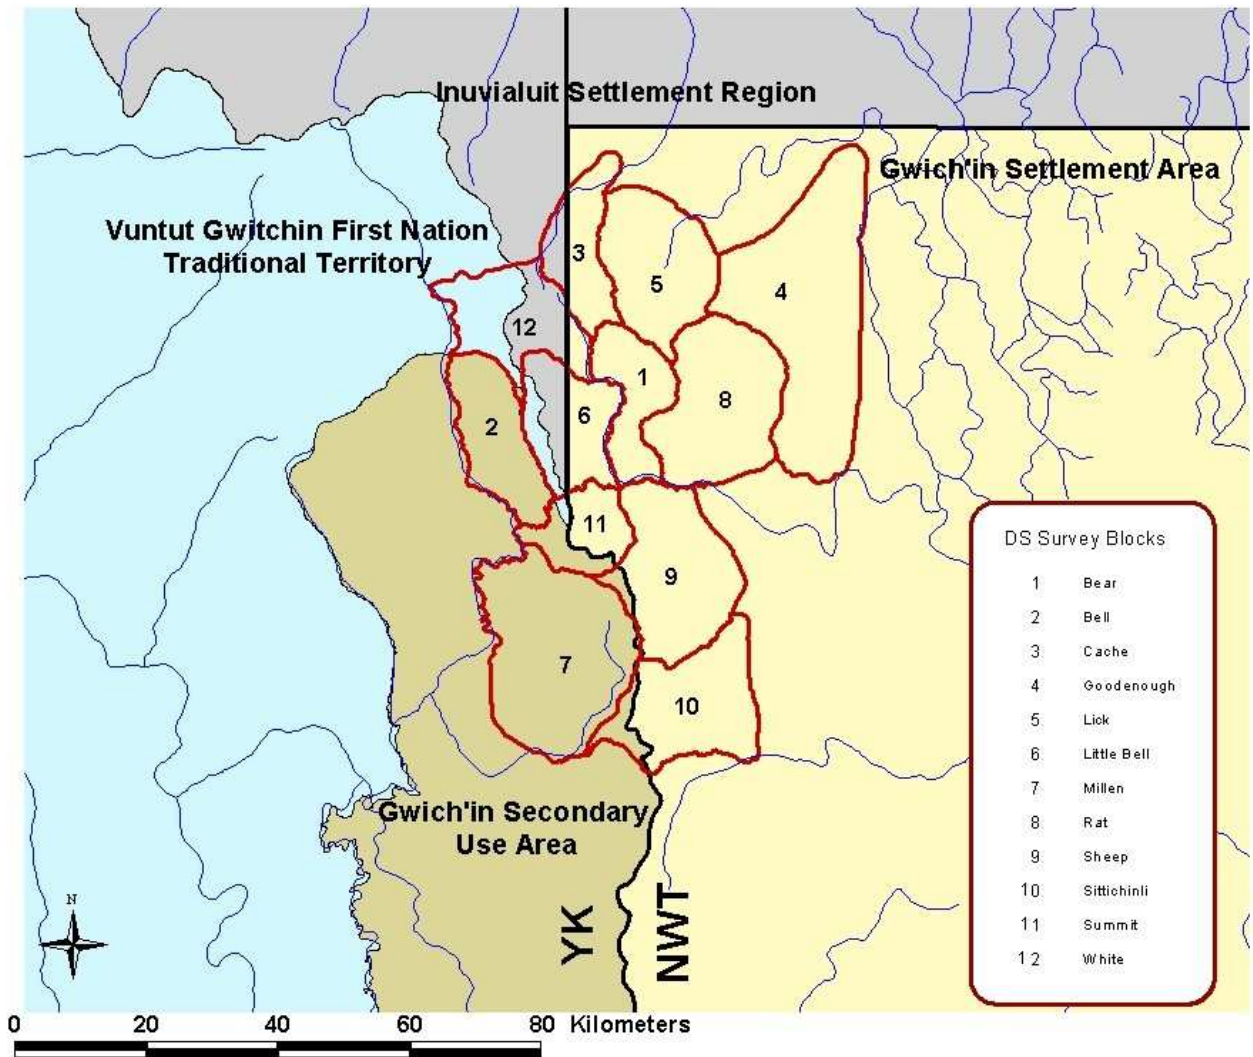 Inuvialuit Settlement Region
Gwich'in Settlement Area
Vuntut Gwitchin First Nation
Traditional Territory
3
5
4
12
1
6
8
2
11
9
7
10
Gwich'in Secondary
Use Area
YK
NWT
DS Survey Blocks
1 Bear
2 Bell
3 Cache
4 Goodenough
5 Lick
6 Little Bell
7 Millen
8 Rat
9 Sheep
10 Sittichinli
11 Summit
12 White
N
0 20 40 60 80 Kilometers